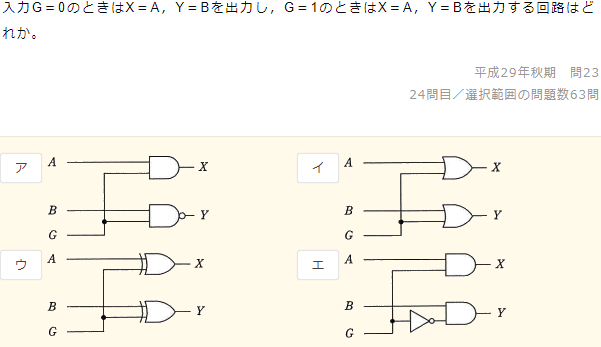 入力G=0のときはX=A，Y=Bを出力し，G=1のときはX=A，Y=Bを出力する回路はど
れか。
平成29年秋期 問23
24問目／選択範囲の問題数63問
ア
A
X
B
Y
G
イ
A
X
B
Y
G
ウ
A
X
B
Y
G
エ
A
X
B
Y
G